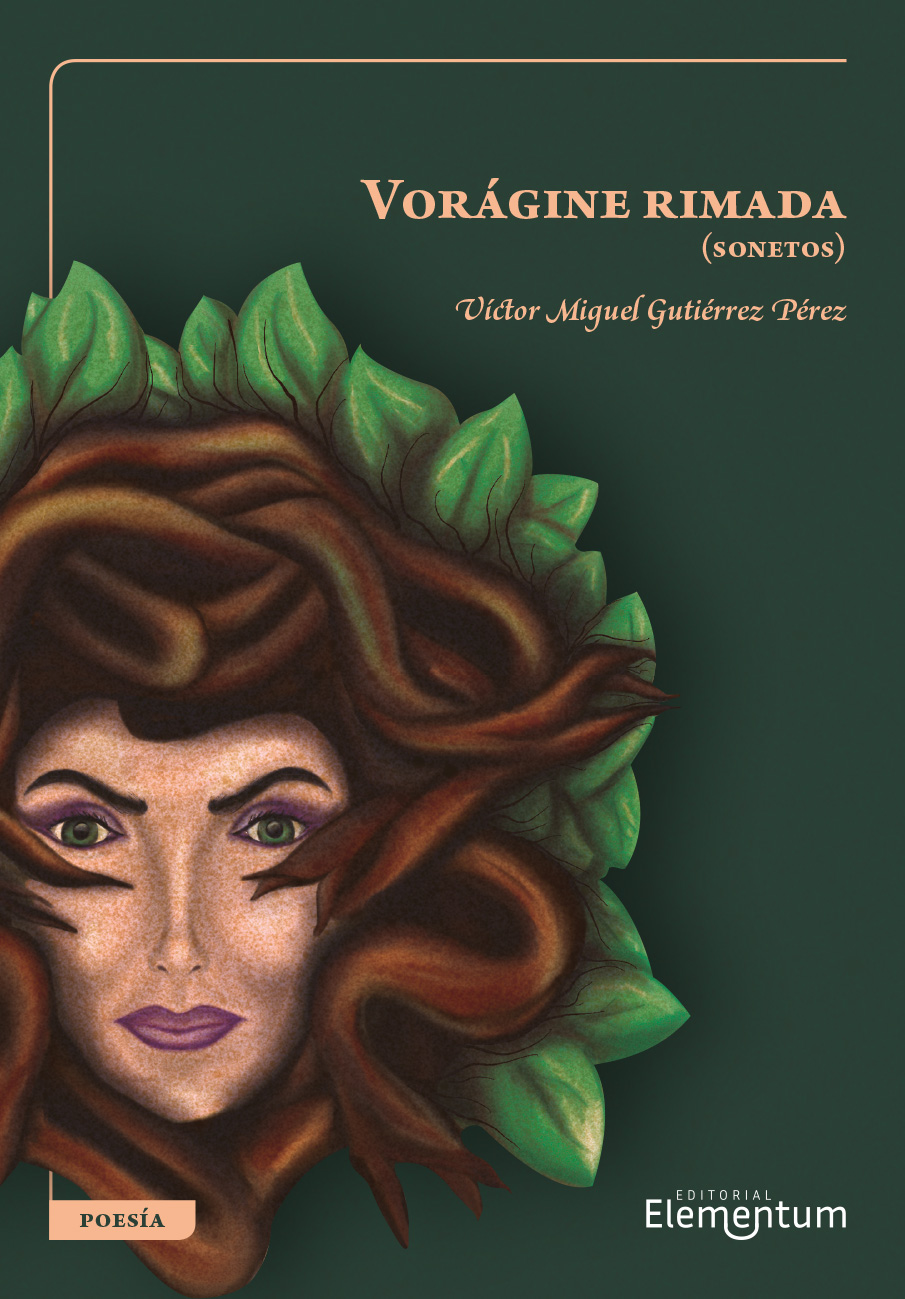 Vorágine rimada
(sonetos)
Víctor Miguel Gutiérrez Pérez
POESÍA
EDITORIAL
Elementum